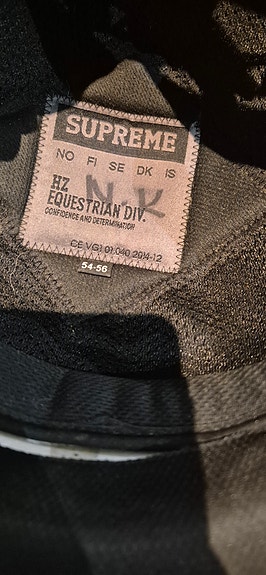 SUPREME
NO FI SE DK IS
NK
HZ
EQUESTRIAN DIV.
CONFIDENCE AND DETERMINATION
CE VG1 01.040 2014-12
54-56